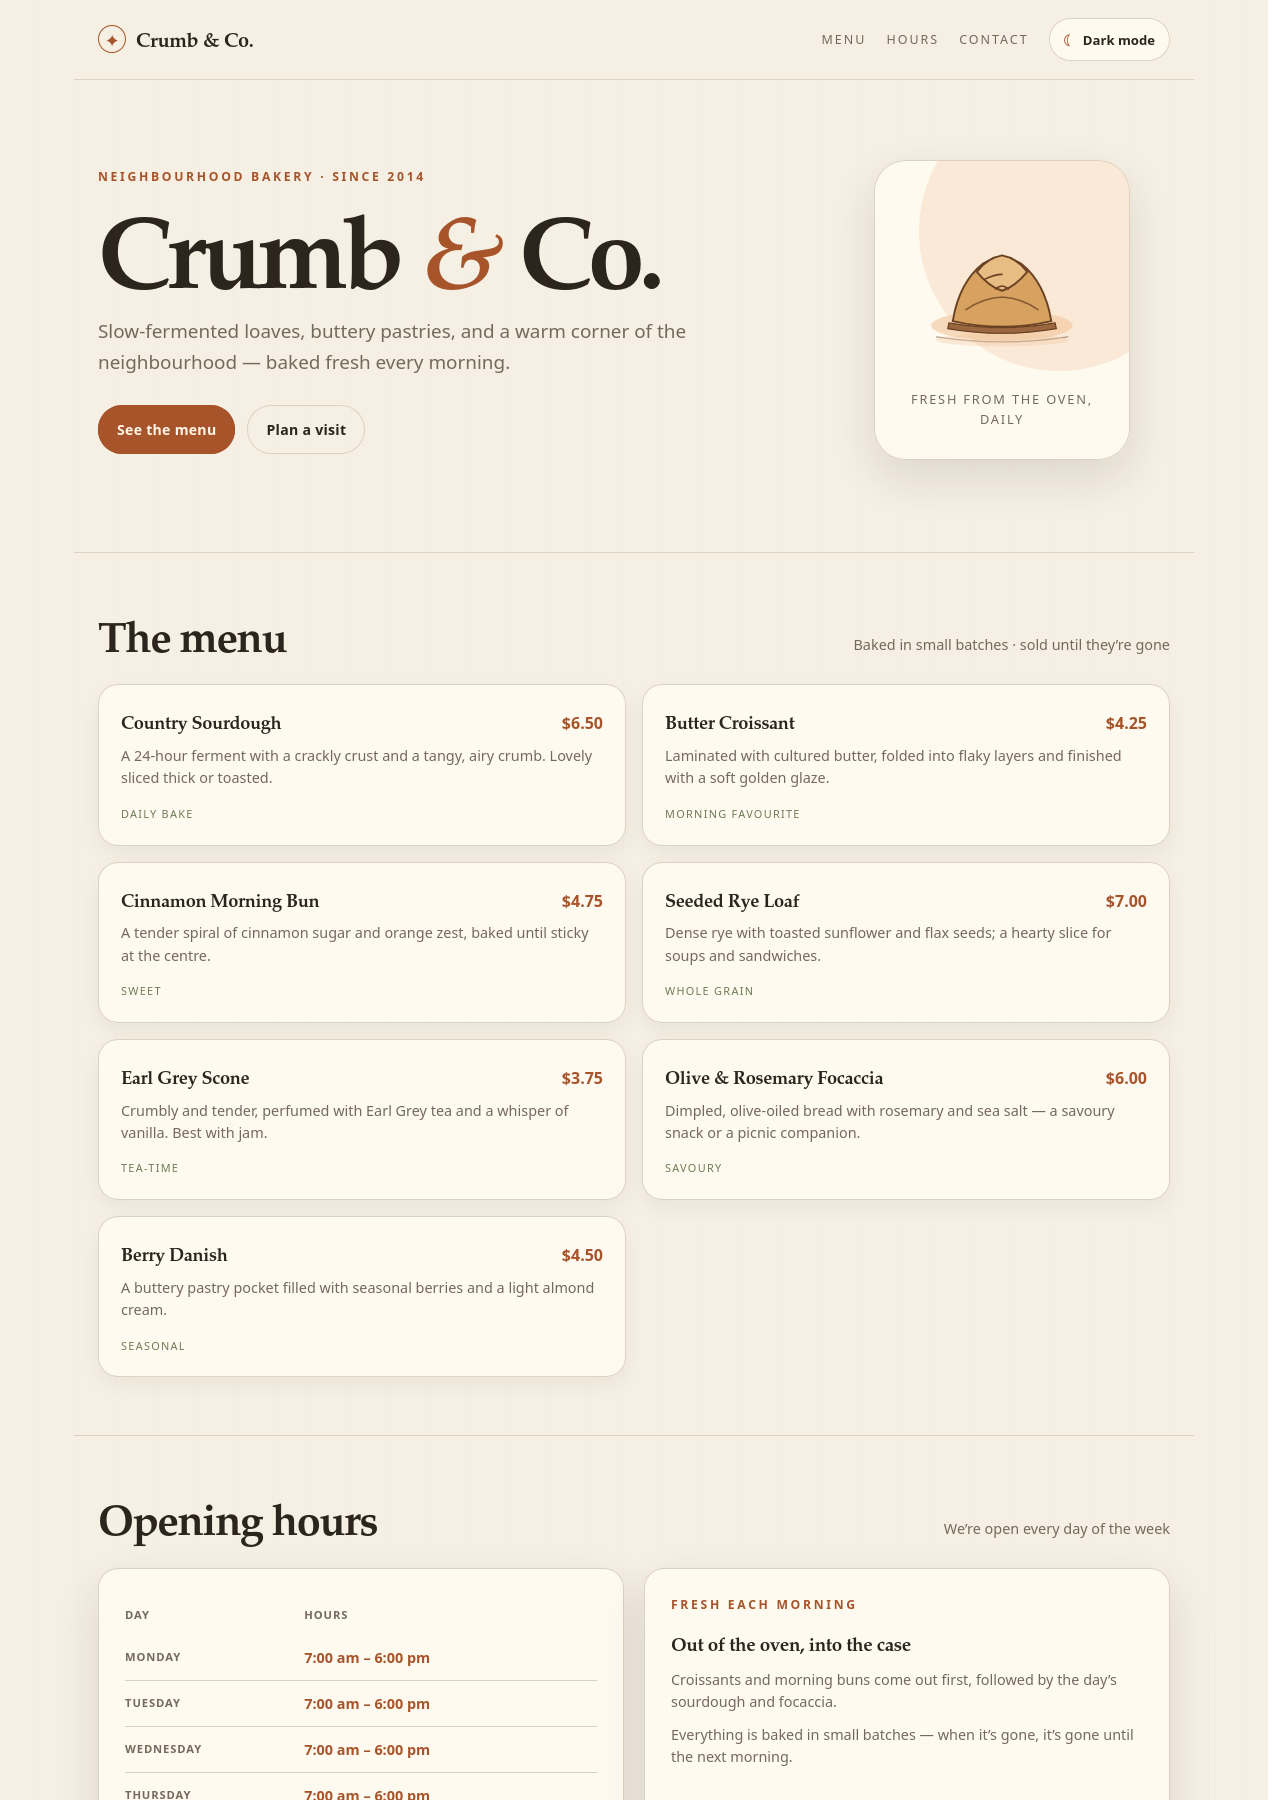 Crumb & Co.
MENU HOURS CONTACT
Dark mode
NEIGHBOURHOOD BAKERY · SINCE 2014
Crumb & Co.
Slow-fermented loaves, buttery pastries, and a warm corner of the
neighbourhood — baked fresh every morning.
See the menu
Plan a visit
FRESH FROM THE OVEN,
DAILY
The menu
Baked in small batches · sold until they’re gone
Country Sourdough
$6.50
A 24-hour ferment with a crackly crust and a tangy, airy crumb. Lovely
sliced thick or toasted.
DAILY BAKE
Butter Croissant
$4.25
Laminated with cultured butter, folded into flaky layers and finished
with a soft golden glaze.
MORNING FAVOURITE
Cinnamon Morning Bun
$4.75
A tender spiral of cinnamon sugar and orange zest, baked until sticky
at the centre.
SWEET
Seeded Rye Loaf
$7.00
Dense rye with toasted sunflower and flax seeds; a hearty slice for
soups and sandwiches.
WHOLE GRAIN
Earl Grey Scone
$3.75
Crumbly and tender, perfumed with Earl Grey tea and a whisper of
vanilla. Best with jam.
TEA-TIME
Olive & Rosemary Focaccia
$6.00
Dimpled, olive-oiled bread with rosemary and sea salt — a savoury
snack or a picnic companion.
SAVOURY
Berry Danish
$4.50
A buttery pastry pocket filled with seasonal berries and a light almond
cream.
SEASONAL
Opening hours
We’re open every day of the week
DAY HOURS
MONDAY 7:00 am – 6:00 pm
TUESDAY 7:00 am – 6:00 pm
WEDNESDAY 7:00 am – 6:00 pm
THURSDAY 7:00 am – 6:00 pm
FRESH EACH MORNING
Out of the oven, into the case
Croissants and morning buns come out first, followed by the day’s
sourdough and focaccia.
Everything is baked in small batches — when it’s gone, it’s gone until
the next morning.